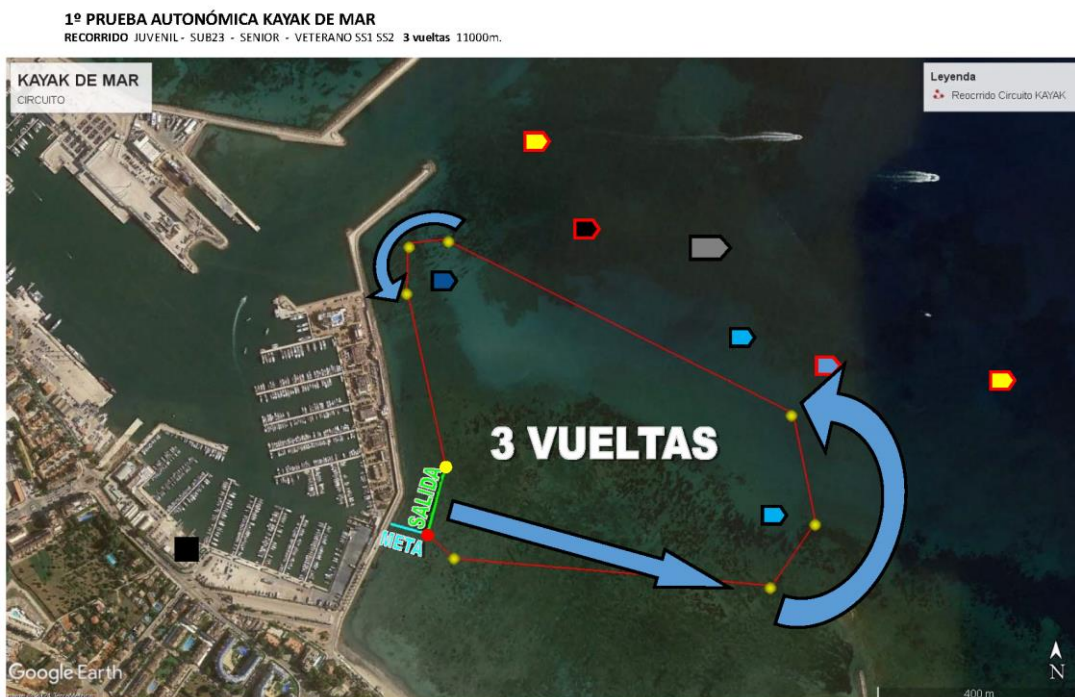 1º PRUEBA AUTONÓMICA KAYAK DE MAR
RECORRIDO JUVENIL - SUB23 - SENIOR - VETERANO SS1 SS2 3 vueltas 11000m.
KAYAK DE MAR
CIRCUITO
Leyenda
Reocrrido Circuito KAYAK
3 VUELTAS
SALIDA
META
Google Earth
N
400 m